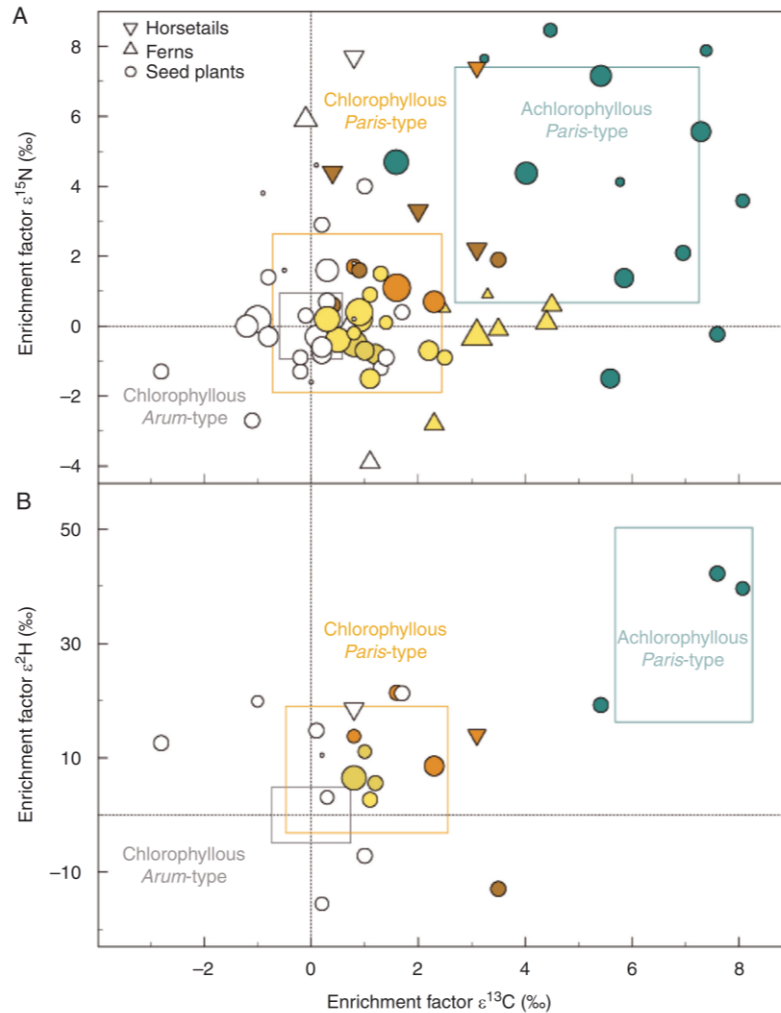 A
Horsetails
Ferns
Seed plants
Chlorophyllous
Paris-type
Achlorophyllous
Paris-type
Chlorophyllous
Arum-type
Enrichment factor ε15N (‰)
8
6
4
2
0
−2
−4
B
Chlorophyllous
Paris-type
Achlorophyllous
Paris-type
Chlorophyllous
Arum-type
Enrichment factor ε2H (‰)
50
30
10
−10
−2
0
2
4
6
8
Enrichment factor ε13C (‰)